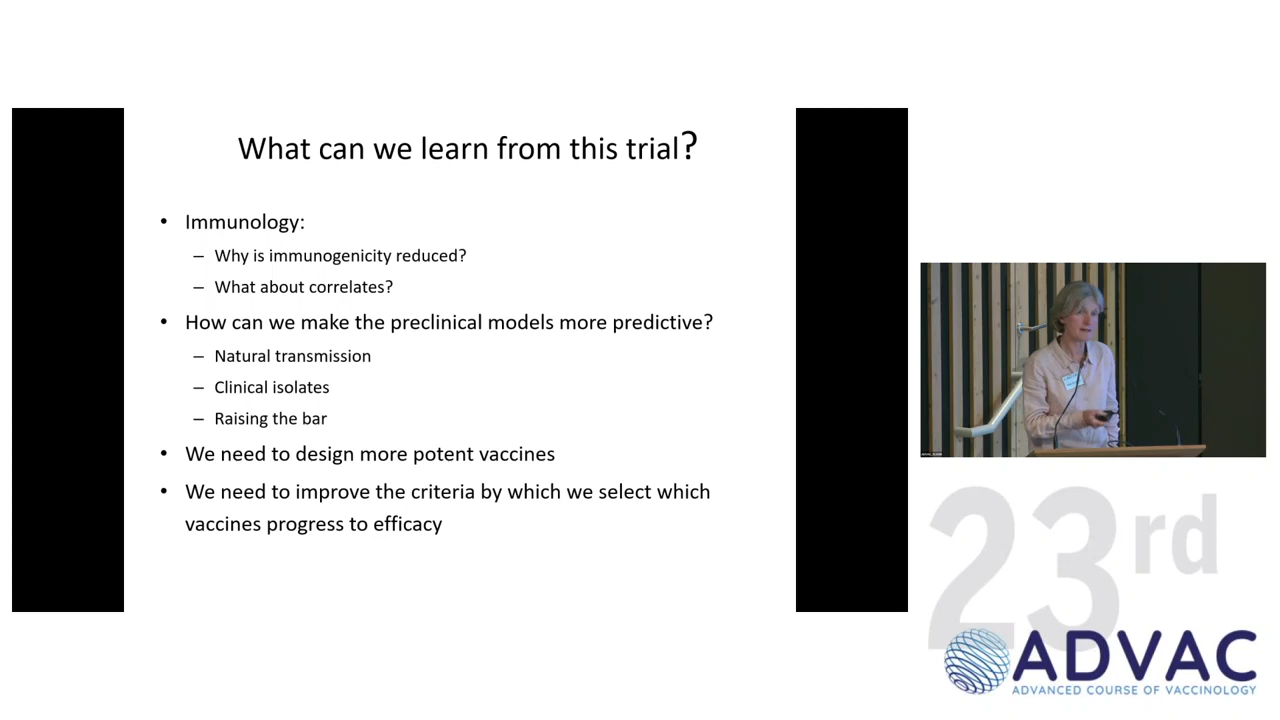 What can we learn from this trial?
• Immunology:
– Why is immunogenicity reduced?
– What about correlates?
• How can we make the preclinical models more predictive?
– Natural transmission
– Clinical isolates
– Raising the bar
• We need to design more potent vaccines
• We need to improve the criteria by which we select which
vaccines progress to efficacy
23rd
ADVAC
ADVANCED COURSE OF VACCINOLOGY